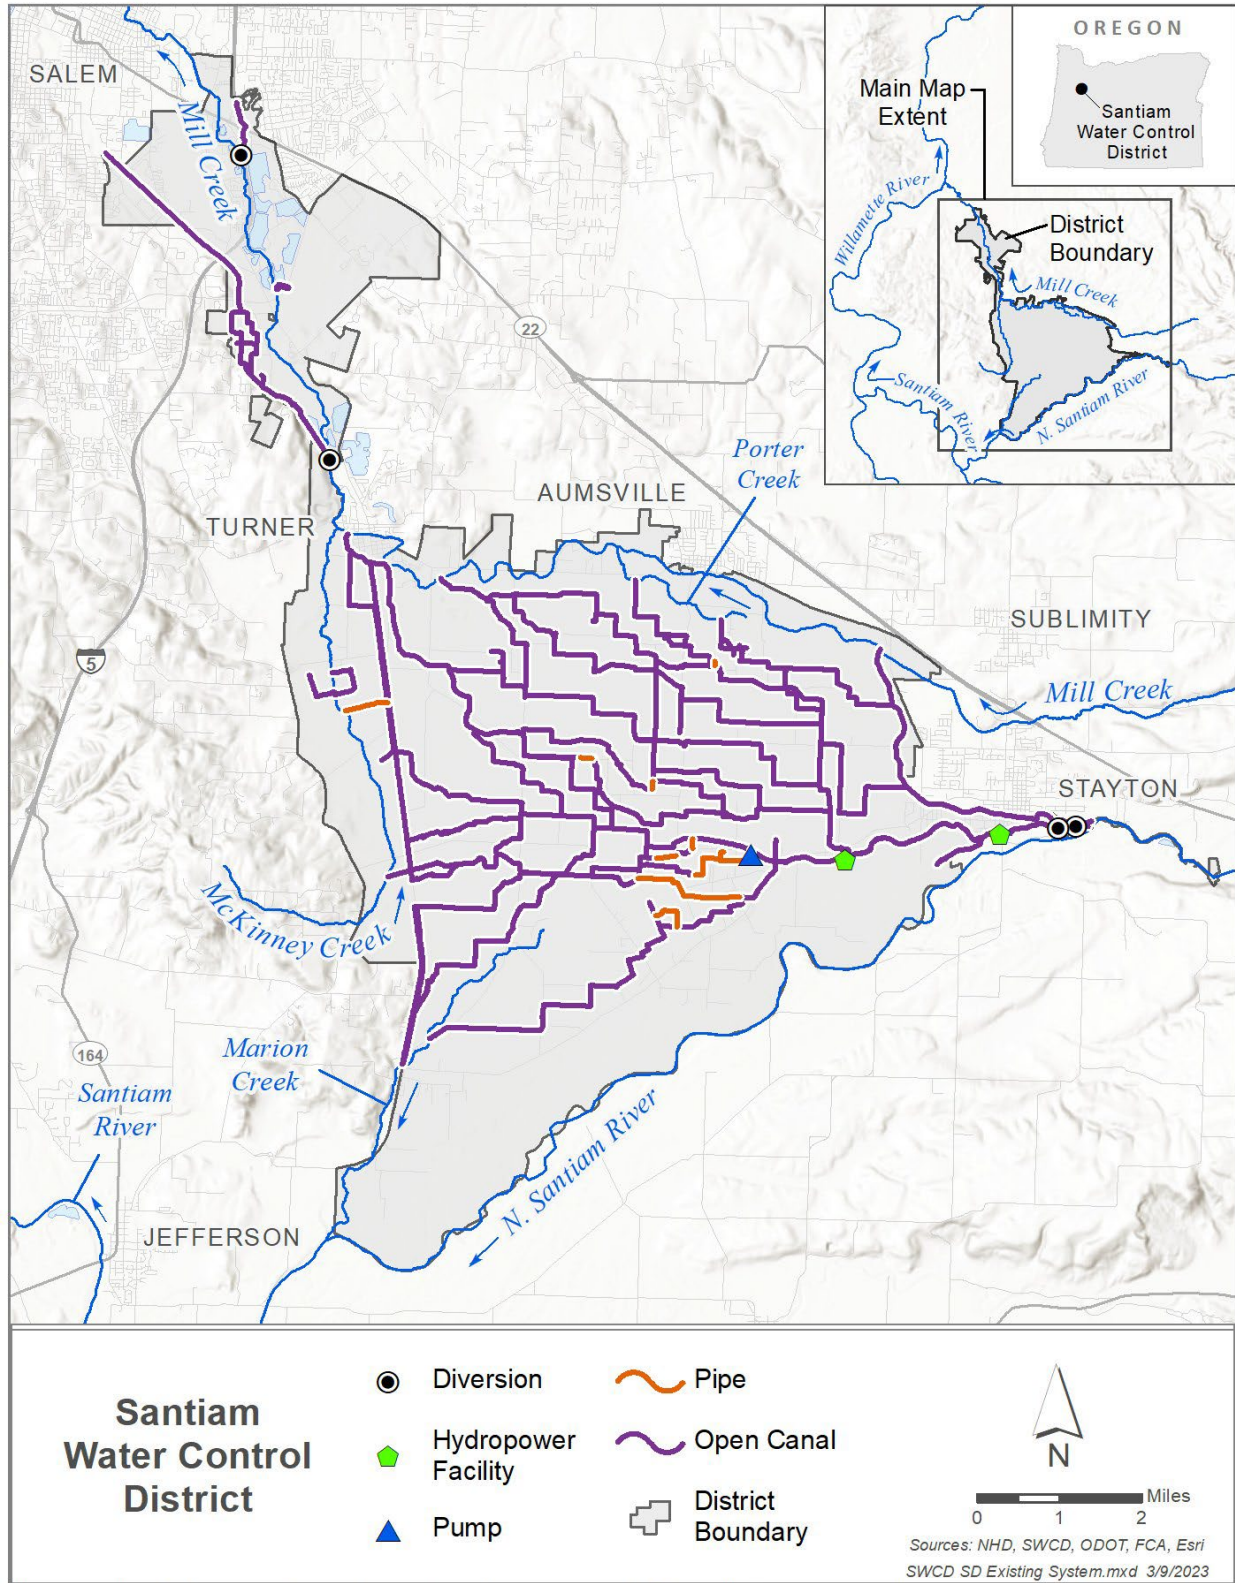 SALEM
Mill Creek
22
Porter
Creek
AUMSVILLE
TURNER
SUBLIMITY
5
Mill Creek
STAYTON
McKinney Creek
Marion
Creek
164
Santiam
River
N. Santiam River
JEFFERSON
OREGON
Santiam
Water Control
District
Main Map
Extent
Willamette River
District
Boundary
Mill Creek
Santiam River
N. Santiam River
Santiam
Water Control
District
Diversion
Hydropower
Facility
Pump
Pipe
Open Canal
District
Boundary
N
Miles
0 1 2
Sources: NHD, SWCD, ODOT, FCA, Esri
SWCD SD Existing System.mxd 3/9/2023